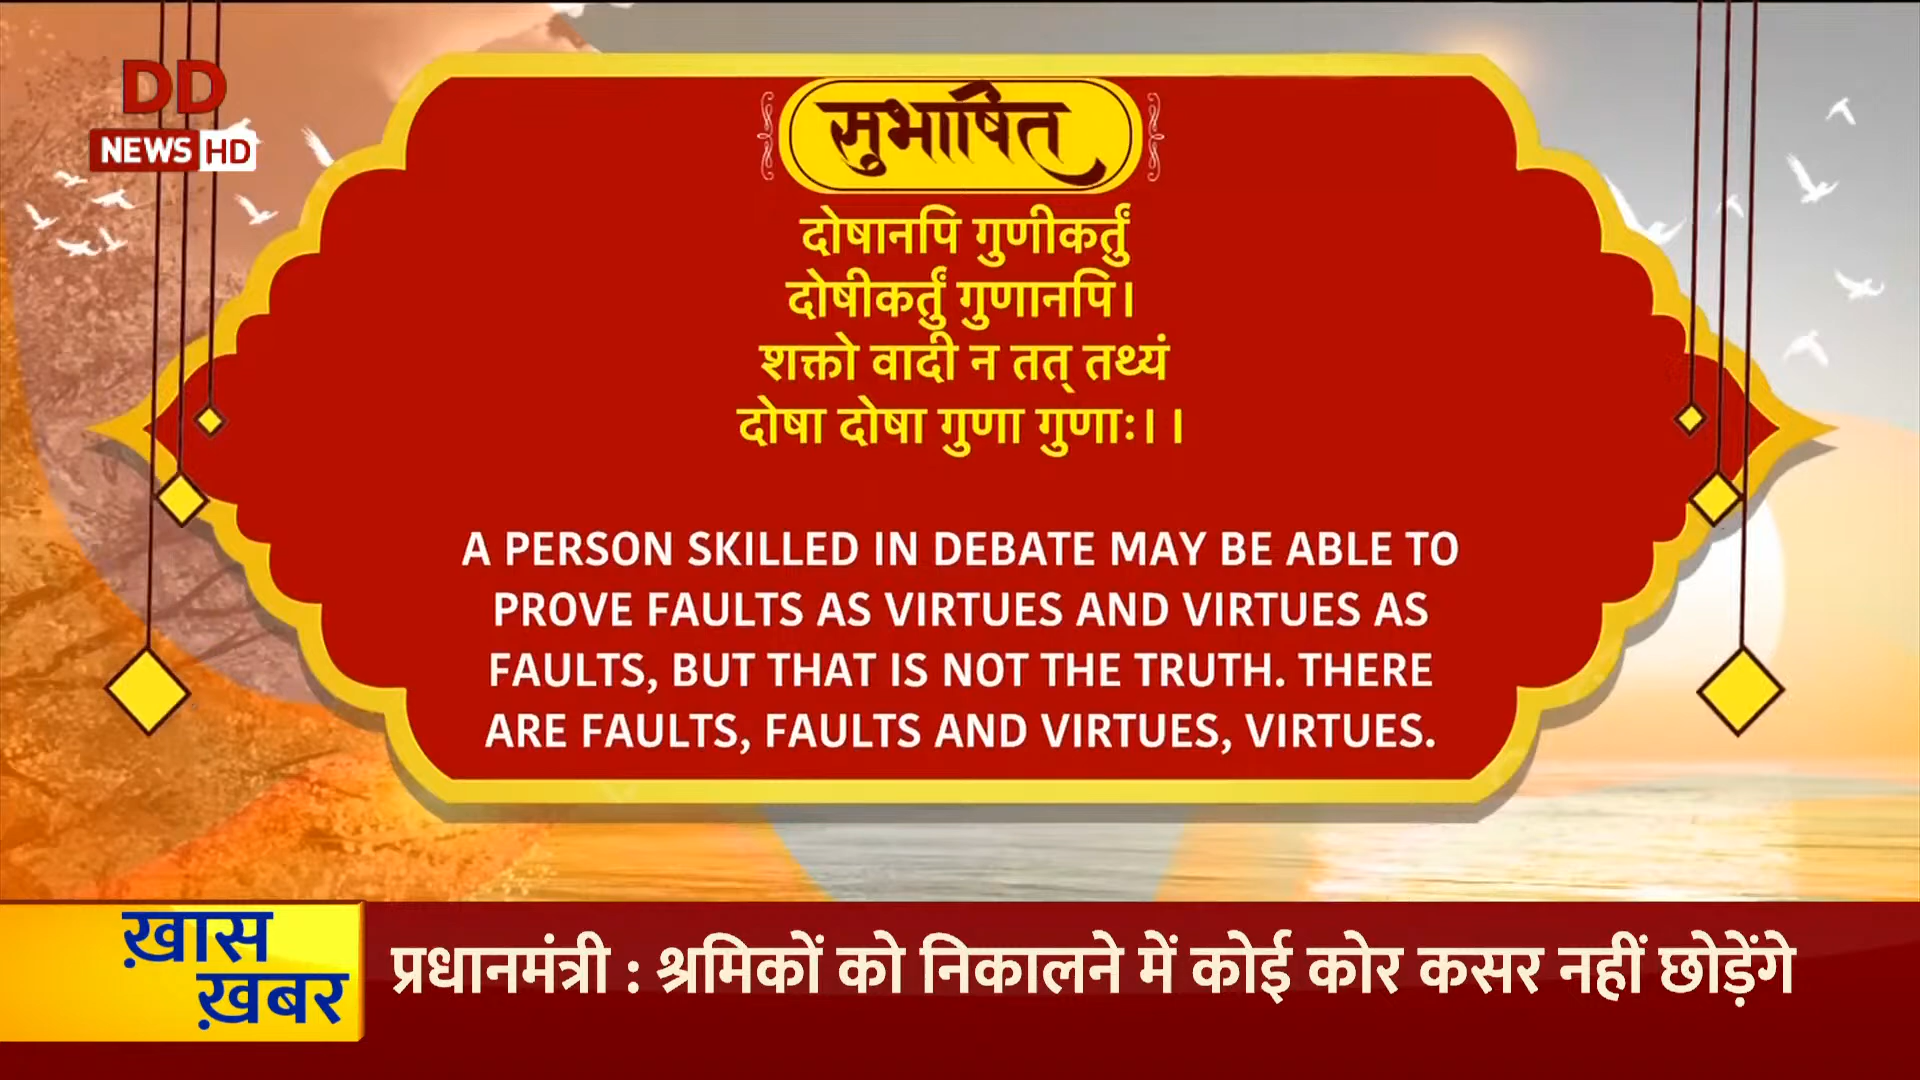 DD
NEWS HD
सुभाषित
दोषानपि गुणीकर्तुं
दोषीकर्तुं गुणानपि।
शक्तो वादी न तत् तथ्यं
दोषा दोषा गुणा गुणाः।।
A PERSON SKILLED IN DEBATE MAY BE ABLE TO
PROVE FAULTS AS VIRTUES AND VIRTUES AS
FAULTS, BUT THAT IS NOT THE TRUTH. THERE
ARE FAULTS, FAULTS AND VIRTUES, VIRTUES.
ख़ास
ख़बर
प्रधानमंत्री : श्रमिकों को निकालने में कोई कोर कसर नहीं छोड़ेंगे